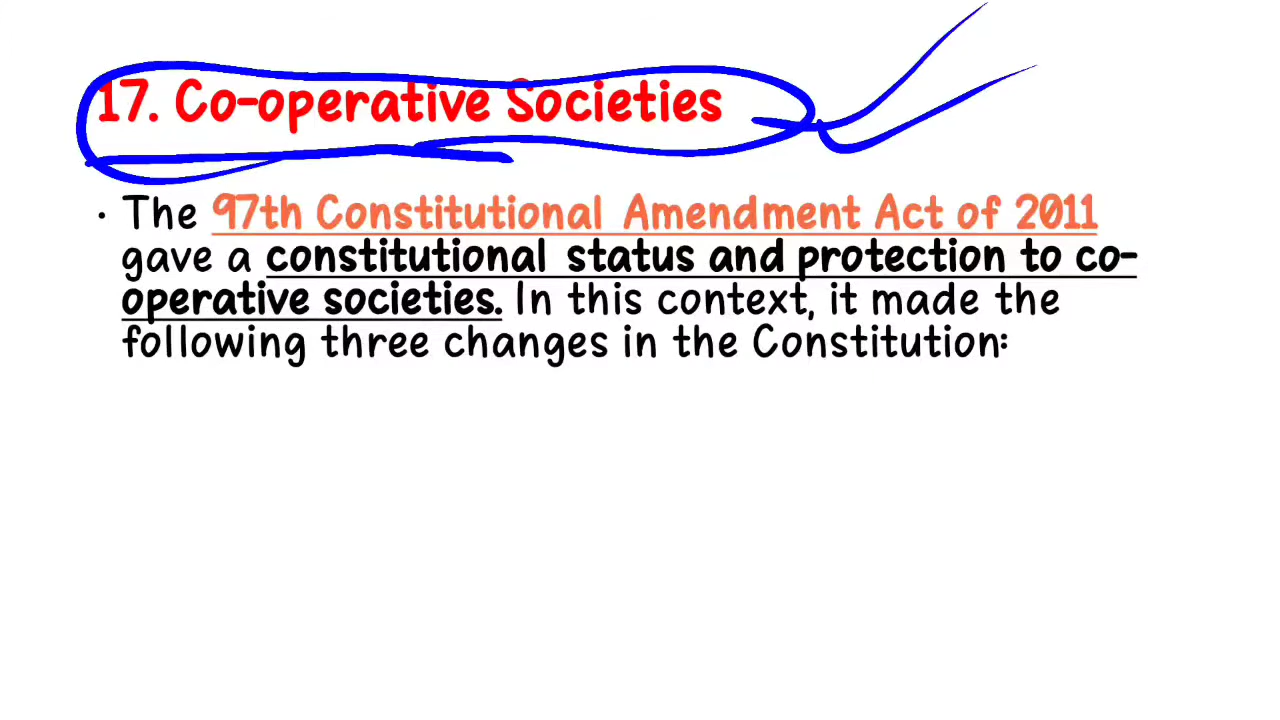 17. Co-operative Societies
• The 97th Constitutional Amendment Act of 2011
gave a constitutional status and protection to co-
operative societies. In this context, it made the
following three changes in the Constitution: